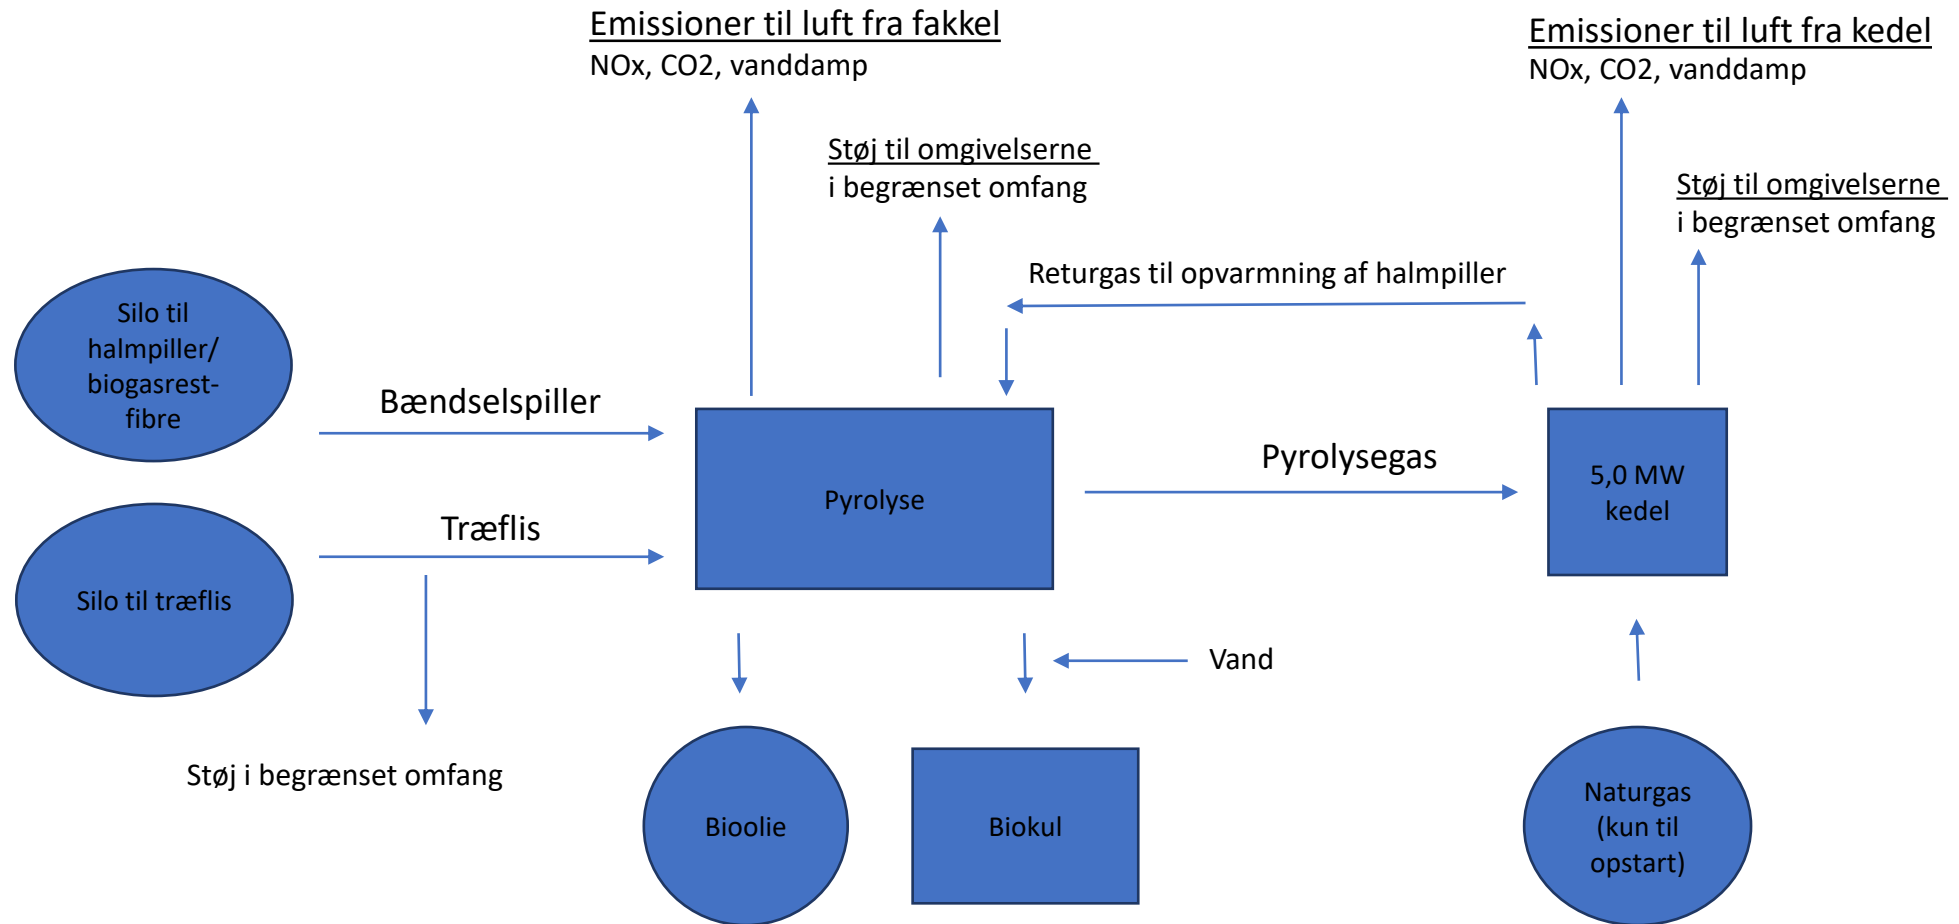 Emissioner til luft fra fakkel
NOx, CO2, vanddamp
Emissioner til luft fra kedel
NOx, CO2, vanddamp
Støj til omgivelserne
i begrænset omfang
Støj til omgivelserne
i begrænset omfang
Returgas til opvarmning af halmpiller
Silo til
halmpiller/
biogasrest-
fibre
Bændselspiller
Pyrolysegas
Pyrolyse
5,0 MW
kedel
Træflis
Silo til træflis
Vand
Støj i begrænset omfang
Bioolie
Biokul
Naturgas
(kun til
opstart)